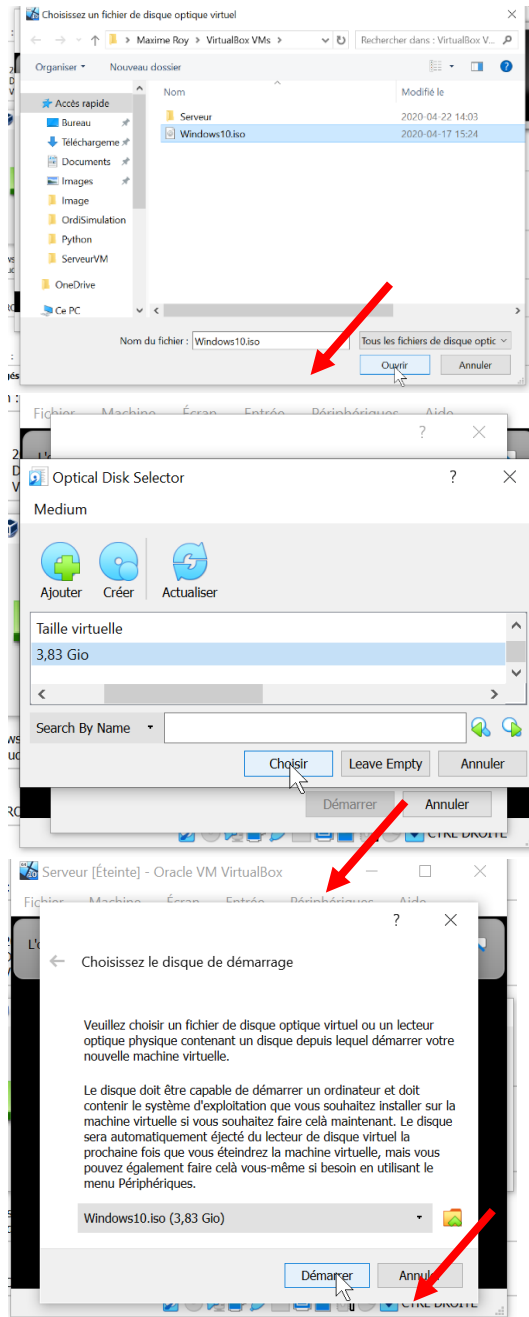 Choisissez un fichier de disque optique virtuel
Maxime Roy > VirtualBox VMs >
Rechercher dans : VirtualBox V...
Organiser
Nouveau dossier
Nom
Modifié le
Accès rapide
Bureau
Téléchargeme
Documents
Images
Image
OrdiSimulation
Python
ServeurVM
OneDrive
Ce PC
Serveur
2020-04-22 14:03
Windows10.iso
2020-04-17 15:24
Nom du fichier :
Windows10.iso
Tous les fichiers de disque optic
Ouvrir
Annuler
Fichier Machine Écran Entrée Périphériques Aide
Optical Disk Selector
Medium
Ajouter
Créer
Actualiser
Taille virtuelle
3,83 Gio
Search By Name
Choisir
Leave Empty
Annuler
Démarrer
Annuler
CTRL DROITE
Serveur [Éteinte] - Oracle VM VirtualBox
Fichier Machine Écran Entrée Périphériques Aide
Choisissez le disque de démarrage
Veuillez choisir un fichier de disque optique virtuel ou un lecteur
optique physique contenant un disque depuis lequel démarrer votre
nouvelle machine virtuelle.
Le disque doit être capable de démarrer un ordinateur et doit
contenir le système d'exploitation que vous souhaitez installer sur la
machine virtuelle si vous souhaitez faire celà maintenant. Le disque
sera automatiquement éjecté du lecteur de disque virtuel la
prochaine fois que vous éteindrez la machine virtuelle, mais vous
pouvez également faire celà vous-même si besoin en utilisant le
menu Périphériques.
Windows10.iso (3,83 Gio)
Démarrer
Annuler
CTRL DROITE